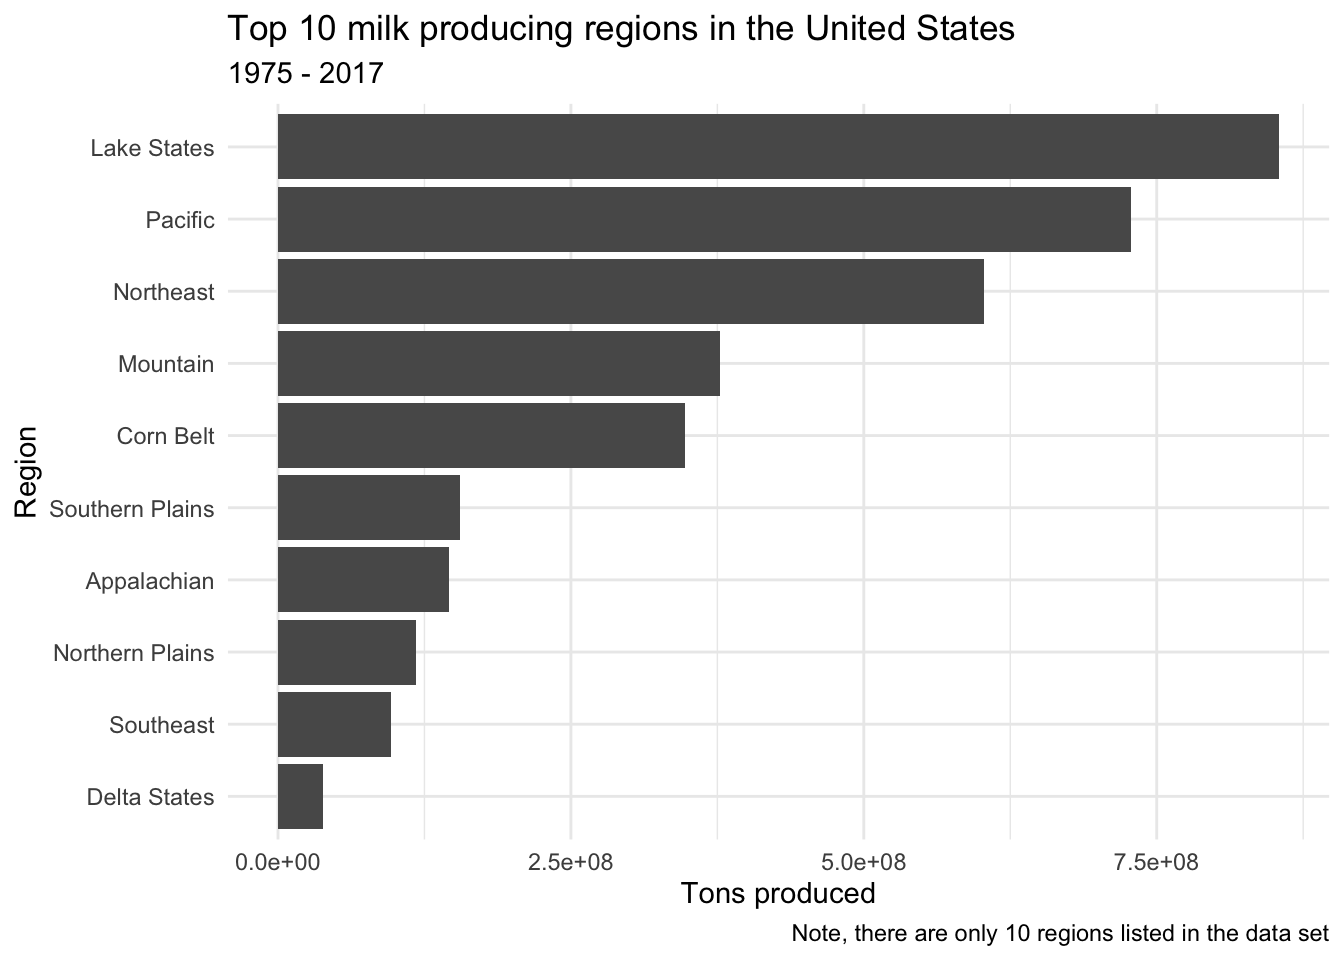 Top 10 milk producing regions in the United States
1975 - 2017
Region
Lake States
Pacific
Northeast
Mountain
Corn Belt
Southern Plains
Appalachian
Northern Plains
Southeast
Delta States
0.0e+00 2.5e+08 5.0e+08 7.5e+08
Tons produced
Note, there are only 10 regions listed in the data set